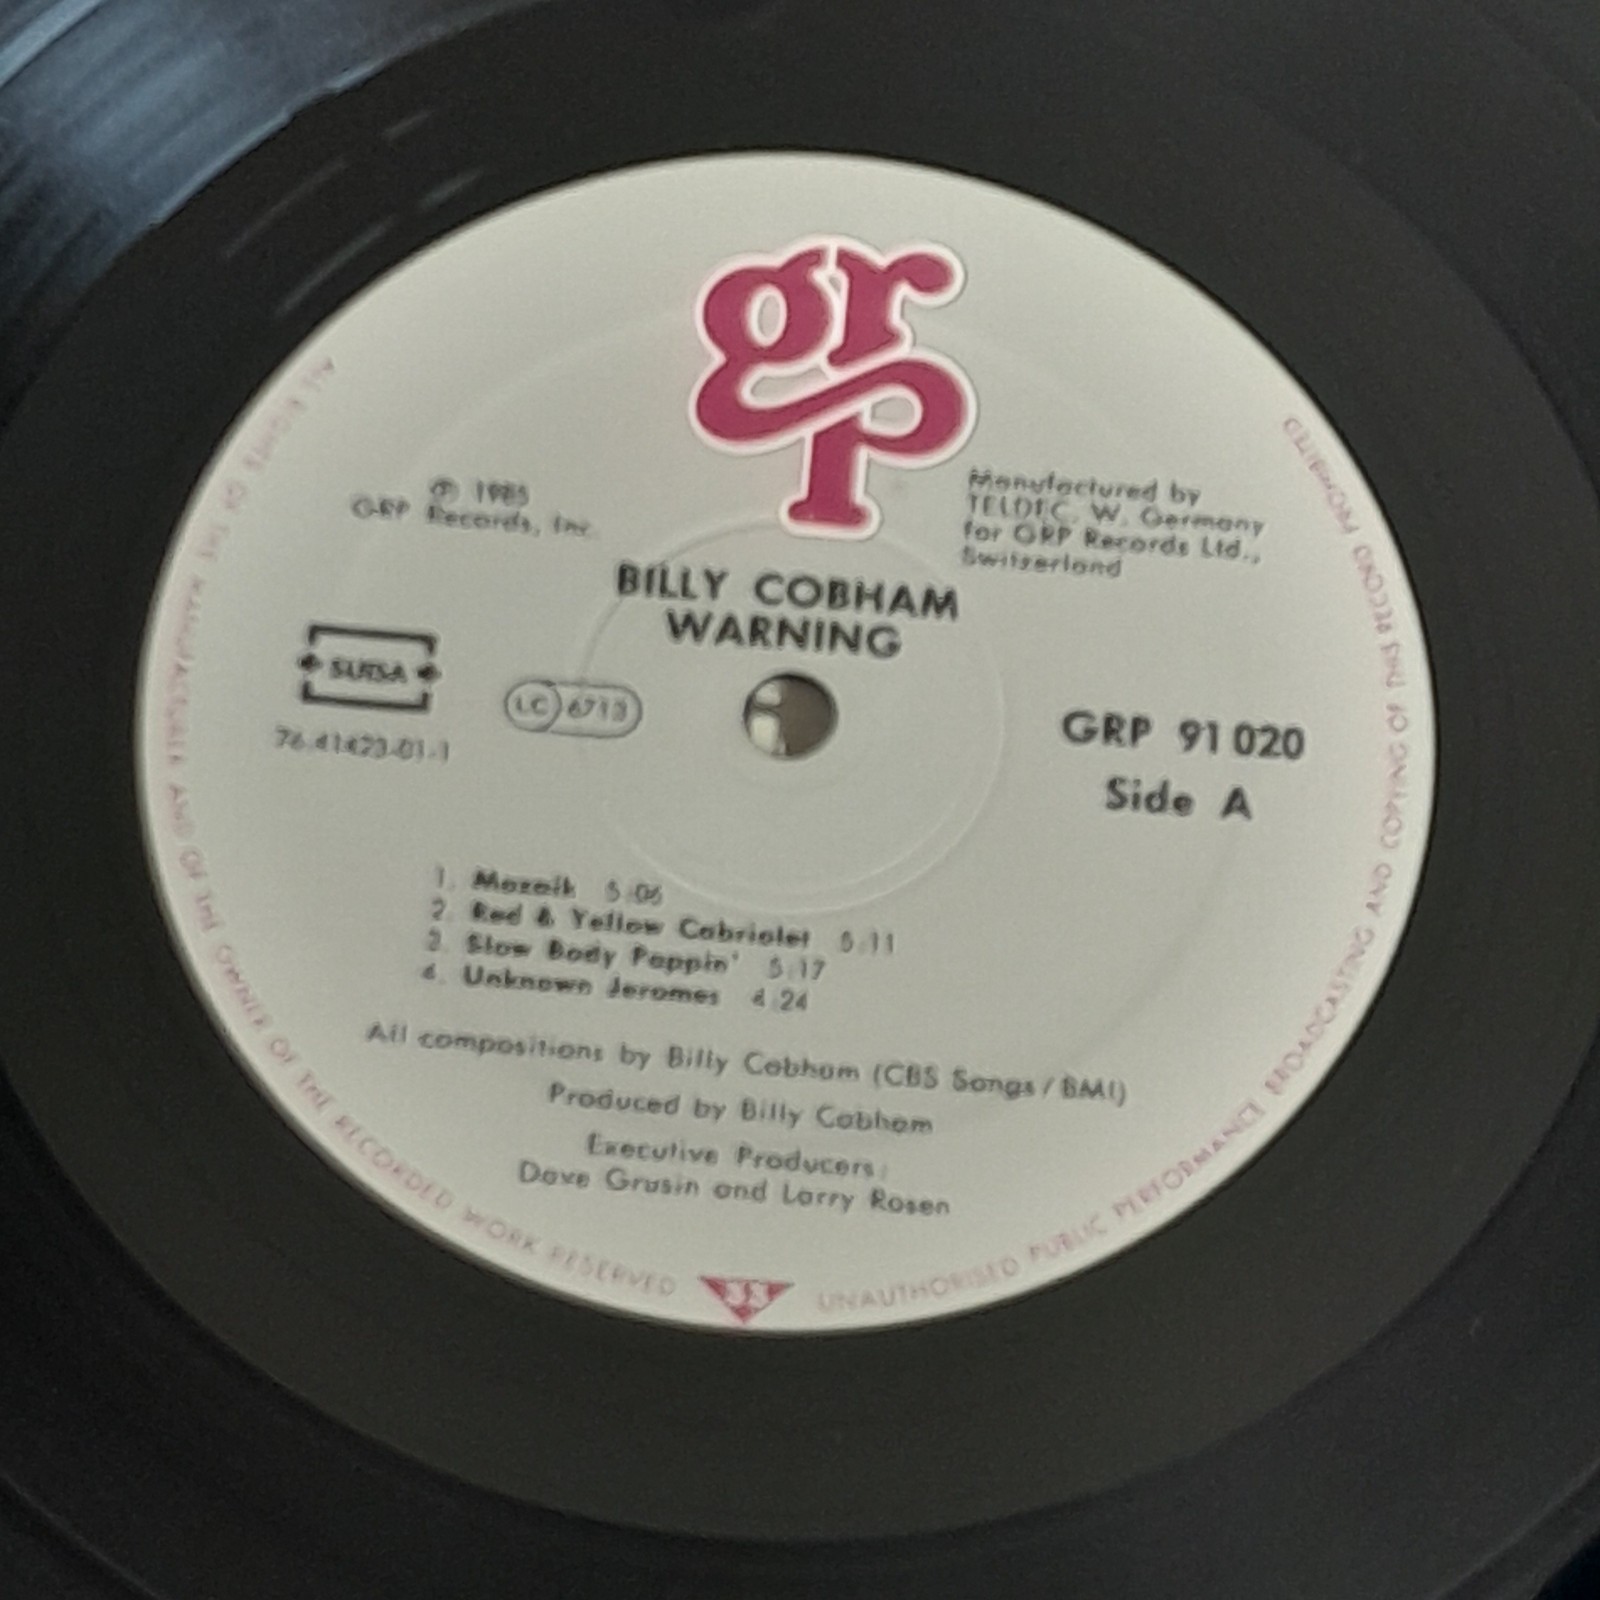 grp
℗ 1985
GRP Records, Inc.
Manufactured by
TELDEC, W. Germany
for GRP Records Ltd.,
Switzerland
BILLY COBHAM
WARNING
SUISA
LC 6713
76.41423-01-1
GRP 91 020
Side A
1. Mozaik 5:06
2. Red & Yellow Cabriolet 5:11
3. Slow Body Poppin' 5:17
4. Unknown Jeromes 4:24
All compositions by Billy Cobham (CBS Songs / BMI)
Produced by Billy Cobham
Executive Producers:
Dave Grusin and Larry Rosen
ALL RIGHTS OF THE MANUFACTURER AND OF THE OWNER OF THE RECORDED WORK RESERVED
33
UNAUTHORISED PUBLIC PERFORMANCE BROADCASTING AND COPYING OF THIS RECORD PROHIBITED